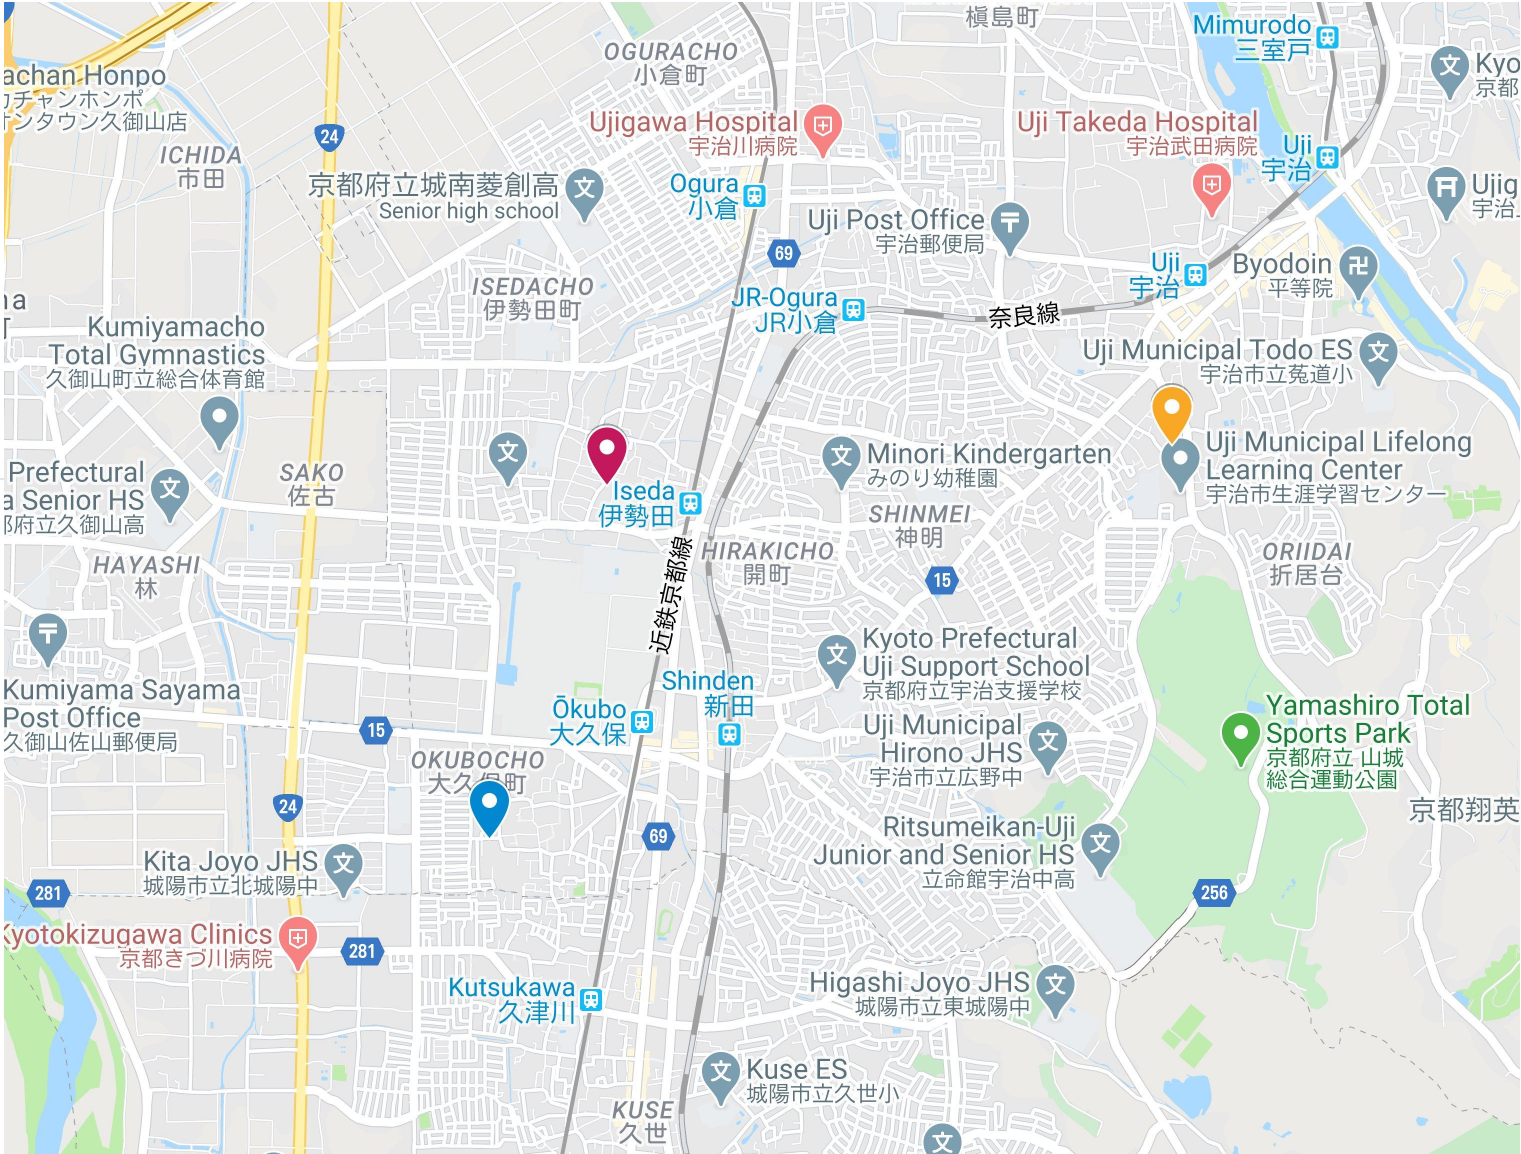 槇島町
Mimurodo
三室戸
OGURACHO
小倉町
achan Honpo
カチャンホンポ
オンタウン久御山店
24
Kyo
京都
Ujigawa Hospital
宇治川病院
Uji Takeda Hospital
宇治武田病院
Uji
宇治
ICHIDA
市田
京都府立城南菱創高
Senior high school
Ogura
小倉
Uji Post Office
宇治郵便局
Ujig
宇治
69
Uji
宇治
Byodoin
平等院
ISEDACHO
伊勢田町
JR-Ogura
JR小倉
奈良線
na
町
Kumiyamacho
Total Gymnastics
久御山町立総合体育館
Uji Municipal Todo ES
宇治市立菟道小
Minori Kindergarten
みのり幼稚園
Uji Municipal Lifelong
Learning Center
宇治市生涯学習センター
Prefectural
a Senior HS
都府立久御山高
SAKO
佐古
Iseda
伊勢田
SHINMEI
神明
HIRAKICHO
開町
近鉄京都線
HAYASHI
林
15
ORIIDAI
折居台
Kyoto Prefectural
Uji Support School
京都府立宇治支援学校
Kumiyama Sayama
Post Office
久御山佐山郵便局
Shinden
新田
Ōkubo
大久保
15
Uji Municipal
Hirono JHS
宇治市立広野中
Yamashiro Total
Sports Park
京都府立 山城
総合運動公園
OKUBOCHO
大久保町
24
69
京都翔英
Ritsumeikan-Uji
Junior and Senior HS
立命館宇治中高
Kita Joyo JHS
城陽市立北城陽中
281
256
Kyotokizugawa Clinics
京都きづ川病院
281
Kutsukawa
久津川
Higashi Joyo JHS
城陽市立東城陽中
Kuse ES
城陽市立久世小
KUSE
久世